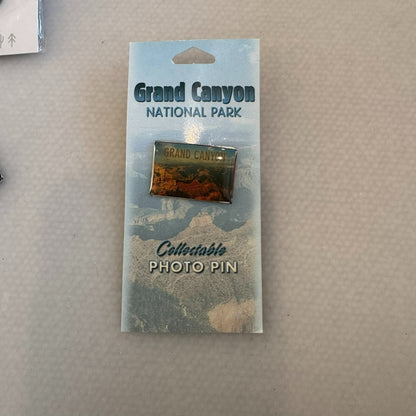 Grand Canyon
NATIONAL PARK
GRAND CANYON
Collectable
PHOTO PIN